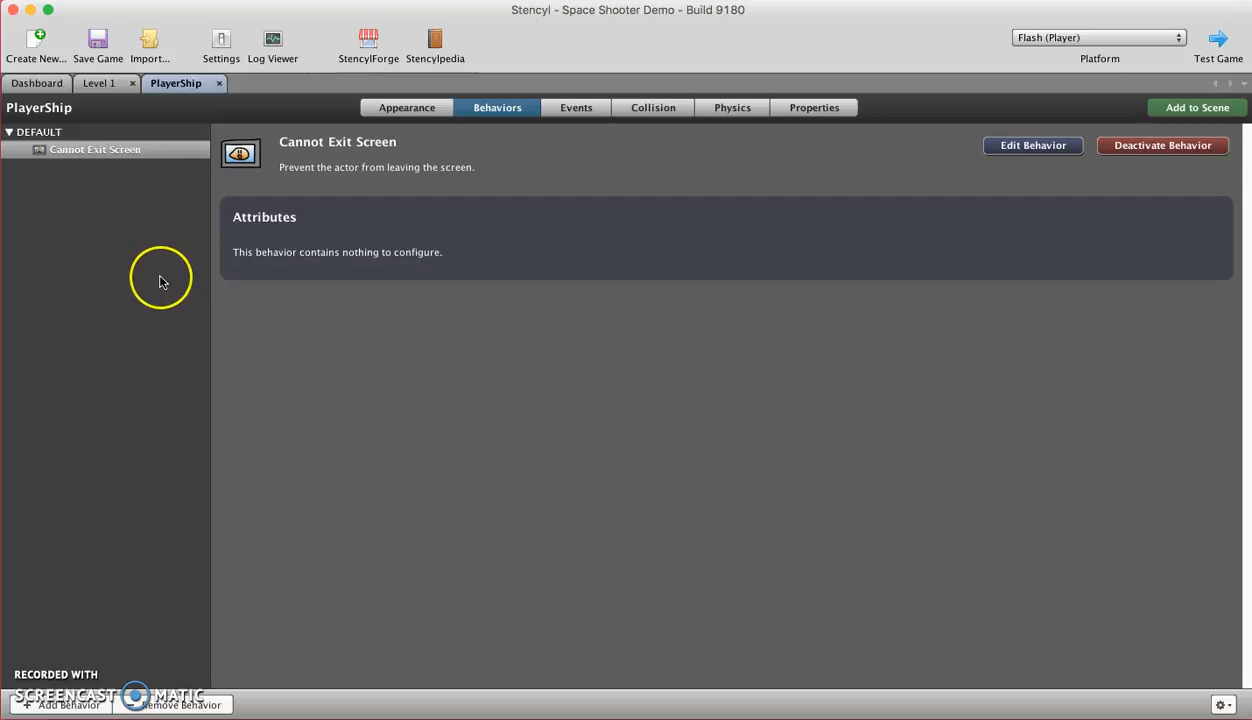 Stencyl - Space Shooter Demo - Build 9180
Create New... Save Game Import... Settings Log Viewer StencylForge Stencylpedia
Flash (Player)
Platform Test Game
Dashboard Level 1 PlayerShip
PlayerShip
Appearance Behaviors Events Collision Physics Properties
Add to Scene
DEFAULT
Cannot Exit Screen
Cannot Exit Screen
Prevent the actor from leaving the screen.
Edit Behavior Deactivate Behavior
Attributes
This behavior contains nothing to configure.
RECORDED WITH
SCREENCAST MATIC
+ Add Behavior - Remove Behavior